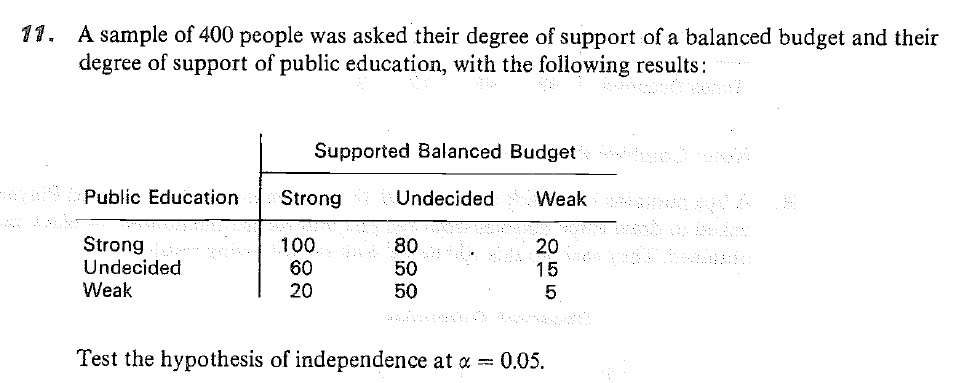 11. A sample of 400 people was asked their degree of support of a balanced budget and their
degree of support of public education, with the following results:
Supported Balanced Budget
Public Education Strong Undecided Weak
Strong 100 80 20
Undecided 60 50 15
Weak 20 50 5
Test the hypothesis of independence at α = 0.05.